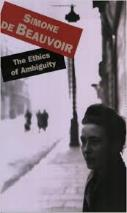 SIMONE
DE BEAUVOIR
The Ethics
of Ambiguity